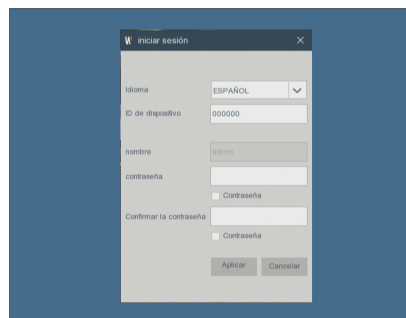 W iniciar sesión
Idioma
ESPAÑOL
ID de dispositivo
000000
nombre
admin
contraseña
Contraseña
Confirmar la contraseña
Contraseña
Aplicar
Cancelar